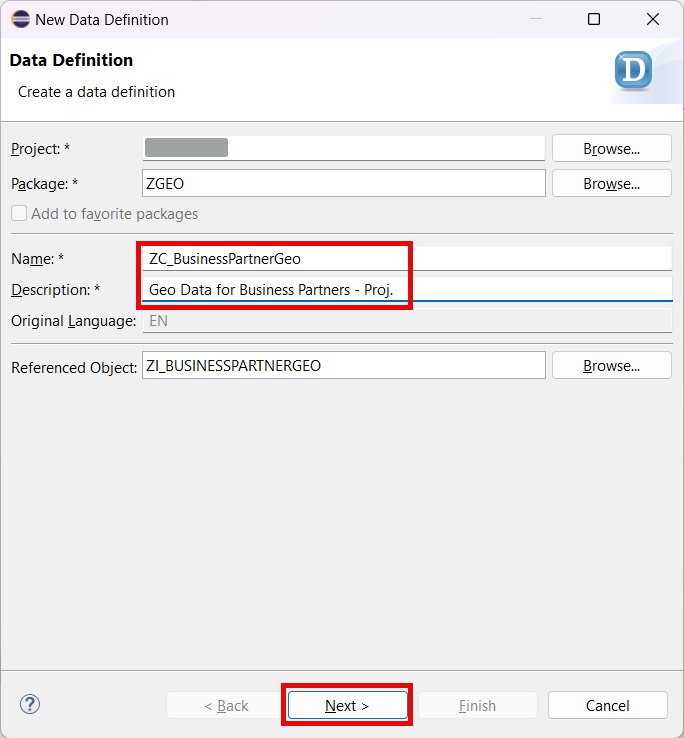 New Data Definition
Data Definition
Create a data definition
D
Project: *
Browse...
Package: * ZGEO Browse...
Add to favorite packages
Name: * ZC_BusinessPartnerGeo
Description: * Geo Data for Business Partners - Proj.
Original Language: EN
Referenced Object: ZI_BUSINESSPARTNERGEO Browse...
? < Back Next > Finish Cancel